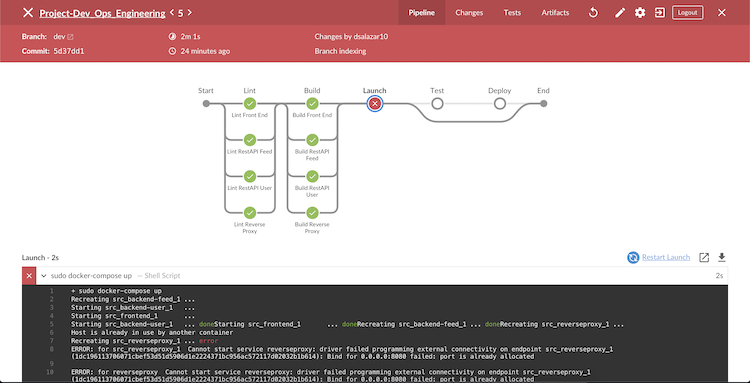 Project-Dev_Ops_Engineering < 5 >
Pipeline Changes Tests Artifacts Logout
Branch: dev 2m 1s Changes by dsalazar10
Commit: 5d37dd1 24 minutes ago Branch indexing
Start Lint Build Launch Test Deploy End
Lint Front End Build Front End
Lint RestAPI Feed Build RestAPI
Feed
Lint RestAPI User Build RestAPI
User
Lint Reverse Build Reverse
Proxy Proxy
Launch - 2s Restart Launch
sudo docker-compose up — Shell Script 2s
1 + sudo docker-compose up
2 Recreating src_backend-feed_1 ...
3 Starting src_backend-user_1 ...
4 Starting src_frontend_1 ...
5 Starting src_backend-user_1 ... doneStarting src_frontend_1 ... doneRecreating src_backend-feed_1 ... doneRecreating src_reverseproxy_1 ...
6 Host is already in use by another container
7 Recreating src_reverseproxy_1 ... error
8 ERROR: for src_reverseproxy_1 Cannot start service reverseproxy: driver failed programming external connectivity on endpoint src_reverseproxy_1
(1dc196113706071cbef53d51d5906d1e2224371bc956ac572117d02032b1b614): Bind for 0.0.0.0:8080 failed: port is already allocated
9
10 ERROR: for reverseproxy Cannot start service reverseproxy: driver failed programming external connectivity on endpoint src_reverseproxy_1
(1dc196113706071cbef53d51d5906d1e2224371bc956ac572117d02032b1b614): Bind for 0.0.0.0:8080 failed: port is already allocated